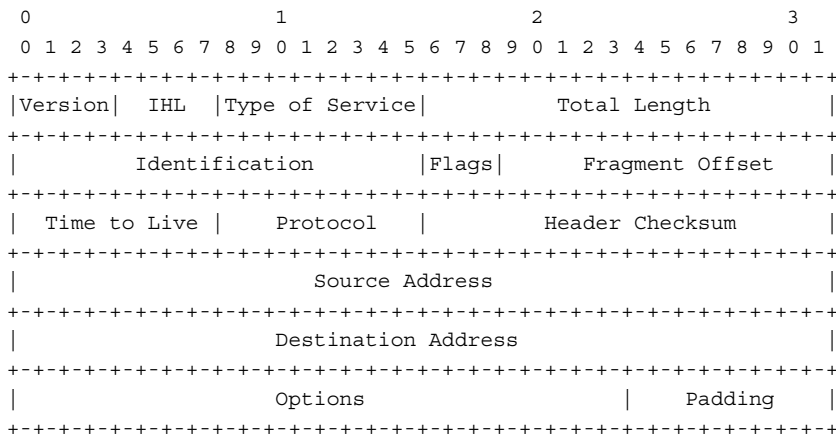 0                   1                   2                   3
0 1 2 3 4 5 6 7 8 9 0 1 2 3 4 5 6 7 8 9 0 1 2 3 4 5 6 7 8 9 0 1
+-+-+-+-+-+-+-+-+-+-+-+-+-+-+-+-+-+-+-+-+-+-+-+-+-+-+-+-+-+-+-+-+
|Version|  IHL  |Type of Service|          Total Length         |
+-+-+-+-+-+-+-+-+-+-+-+-+-+-+-+-+-+-+-+-+-+-+-+-+-+-+-+-+-+-+-+-+
|         Identification        |Flags|      Fragment Offset    |
+-+-+-+-+-+-+-+-+-+-+-+-+-+-+-+-+-+-+-+-+-+-+-+-+-+-+-+-+-+-+-+-+
|  Time to Live |    Protocol   |         Header Checksum       |
+-+-+-+-+-+-+-+-+-+-+-+-+-+-+-+-+-+-+-+-+-+-+-+-+-+-+-+-+-+-+-+-+
|                       Source Address                          |
+-+-+-+-+-+-+-+-+-+-+-+-+-+-+-+-+-+-+-+-+-+-+-+-+-+-+-+-+-+-+-+-+
|                    Destination Address                        |
+-+-+-+-+-+-+-+-+-+-+-+-+-+-+-+-+-+-+-+-+-+-+-+-+-+-+-+-+-+-+-+-+
|                    Options                    |    Padding    |
+-+-+-+-+-+-+-+-+-+-+-+-+-+-+-+-+-+-+-+-+-+-+-+-+-+-+-+-+-+-+-+-+